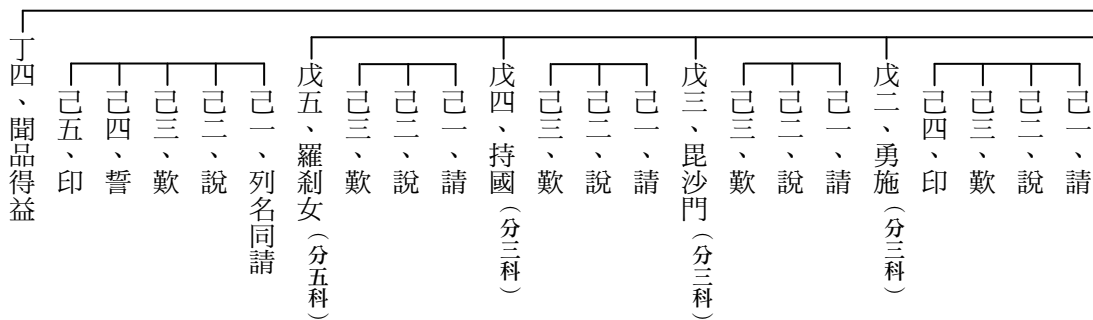 己一、請
己二、說
己三、歎
己四、印
戊二、勇施（分三科）
己一、請
己二、說
己三、歎
戊三、毘沙門（分三科）
己一、請
己二、說
己三、歎
戊四、持國（分三科）
己一、請
己二、說
己三、歎
戊五、羅剎女（分五科）
己一、列名同請
己二、說
己三、歎
己四、誓
己五、印
丁四、聞品得益